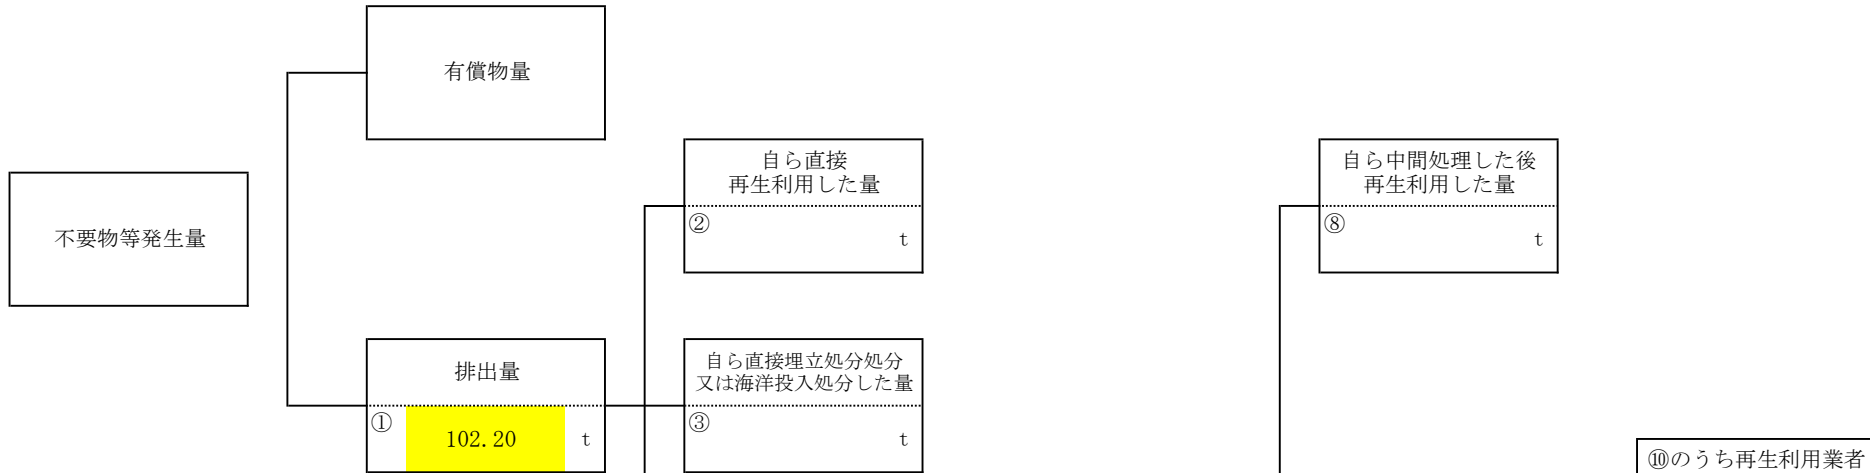 有償物量
自ら直接
再生利用した量
②
t
自ら中間処理した後
再生利用した量
⑧
t
不要物等発生量
排出量
①
102.20
t
自ら直接埋立処分処分
又は海洋投入処分した量
③
t
⑩のうち再生利用業者